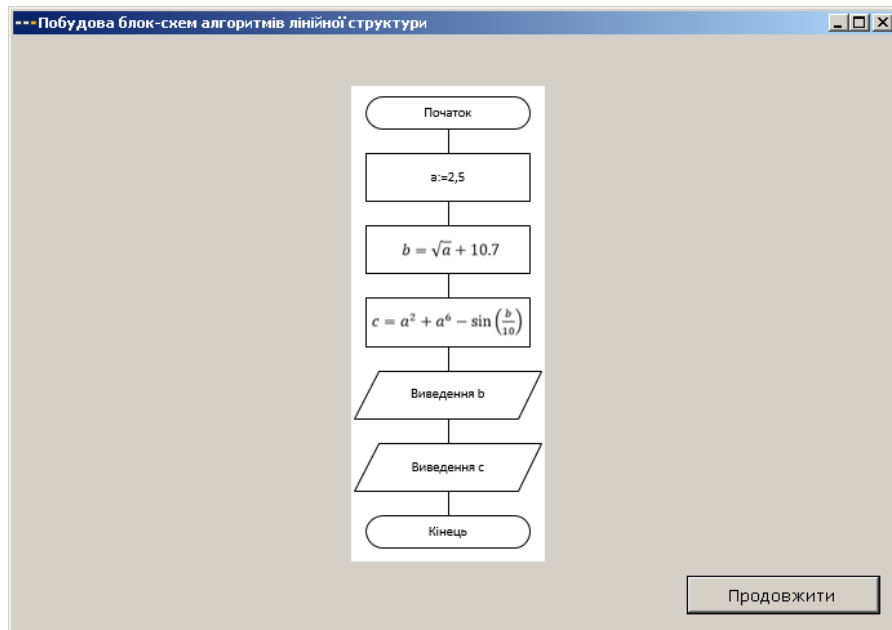 Побудова блок-схем алгоритмів лінійної структури
Початок
a:=2,5
b = √a + 10.7
c = a² + a⁶ − sin(b/10)
Виведення b
Виведення c
Кінець
Продовжити